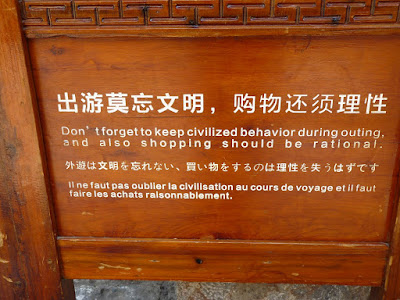 出游莫忘文明，购物还须理性
Don't forget to keep civilized behavior during outing,
and also shopping should be rational.
外遊は文明を忘れない、買い物をするのは理性を失うはずです
Il ne faut pas oublier la civilisation au cours de voyage et il faut
faire les achats raisonnablement.